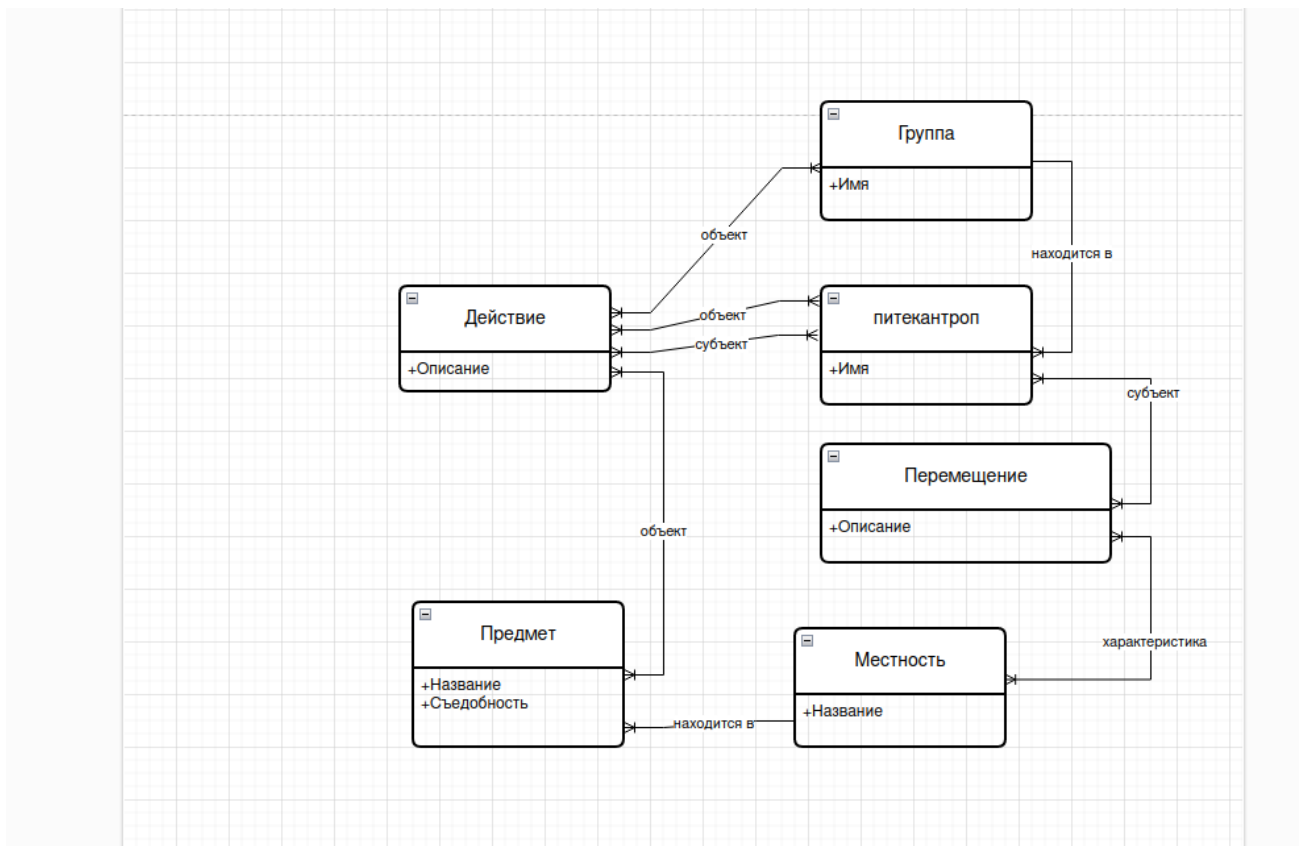 Группа
+Имя
объект
находится в
Действие
+Описание
объект
субъект
питекантроп
+Имя
субъект
Перемещение
+Описание
объект
характеристика
Предмет
+Название
+Съедобность
находится в
Местность
+Название